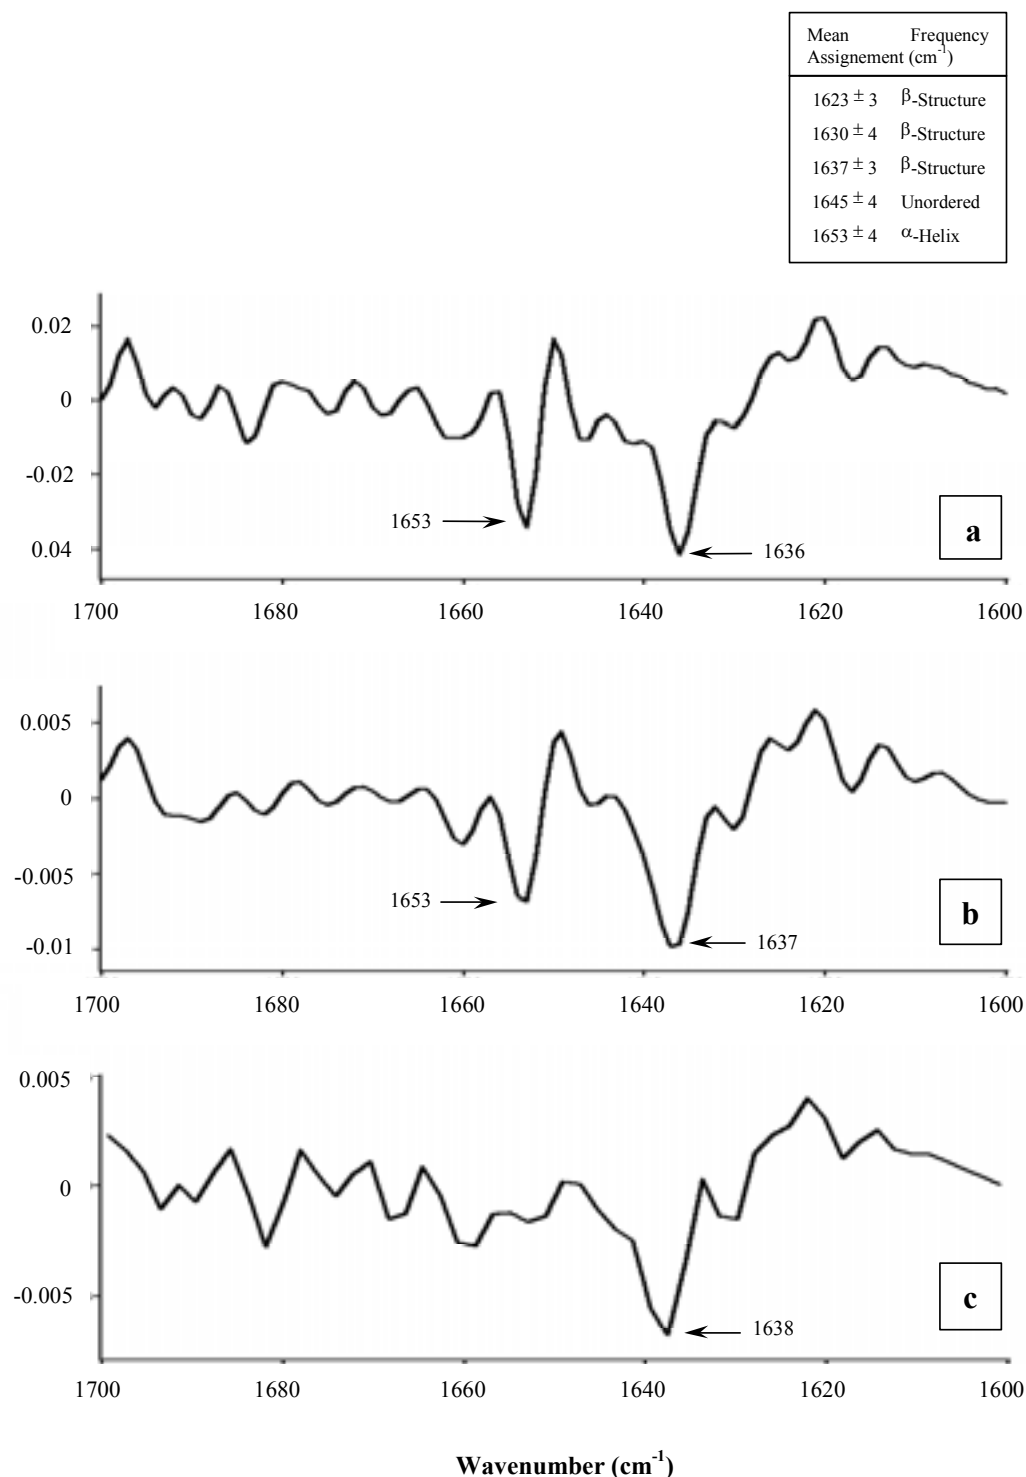 Mean Frequency
Assignement (cm-1)
1623 ± 3 β-Structure
1630 ± 4 β-Structure
1637 ± 3 β-Structure
1645 ± 4 Unordered
1653 ± 4 α-Helix
0.02
0
-0.02
0.04
1653
1636
a
1700 1680 1660 1640 1620 1600
0.005
0
-0.005
-0.01
1653
1637
b
1700 1680 1660 1640 1620 1600
0.005
0
-0.005
1638
c
1700 1680 1660 1640 1620 1600
Wavenumber (cm-1)